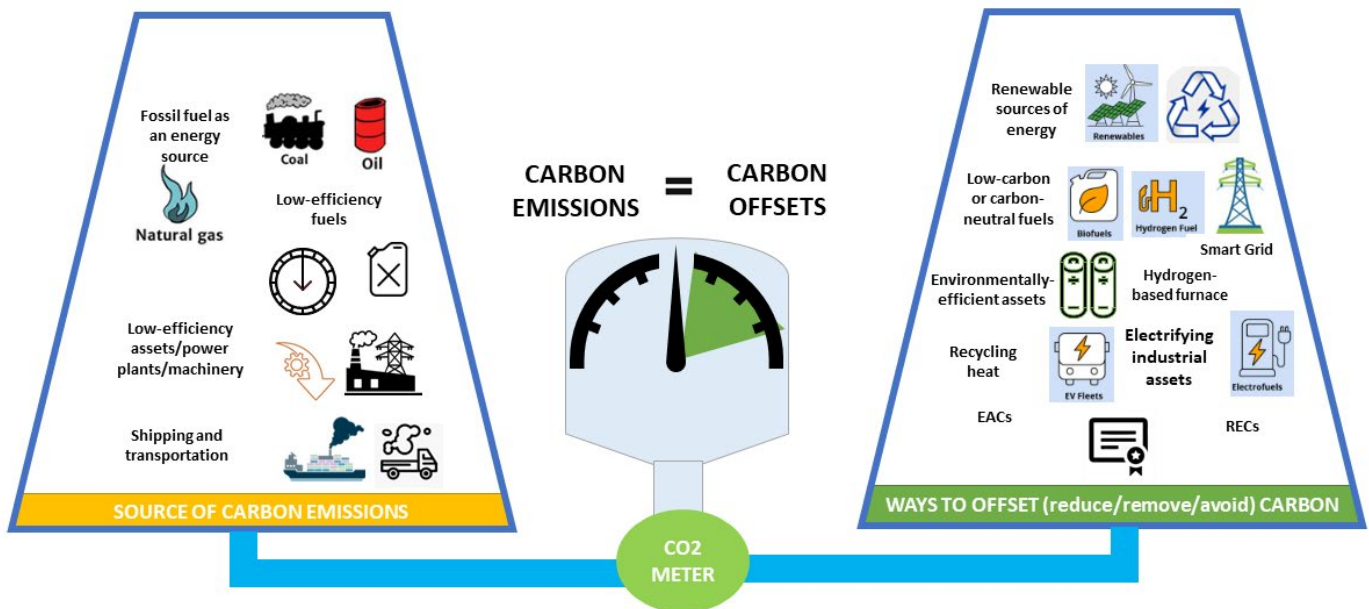 Fossil fuel as
an energy
source
Coal
Oil
Natural gas
Low-efficiency
fuels
Low-efficiency
assets/power
plants/machinery
Shipping and
transportation
SOURCE OF CARBON EMISSIONS
CARBON
EMISSIONS
=
CARBON
OFFSETS
CO2
METER
Renewable
sources of
energy
Renewables
Low-carbon
or carbon-
neutral fuels
Biofuels
H2
Hydrogen Fuel
Smart Grid
Environmentally-
efficient assets
Hydrogen-
based furnace
Recycling
heat
EV Fleets
Electrifying
industrial
assets
Electrofuels
EACs
RECs
WAYS TO OFFSET (reduce/remove/avoid) CARBON